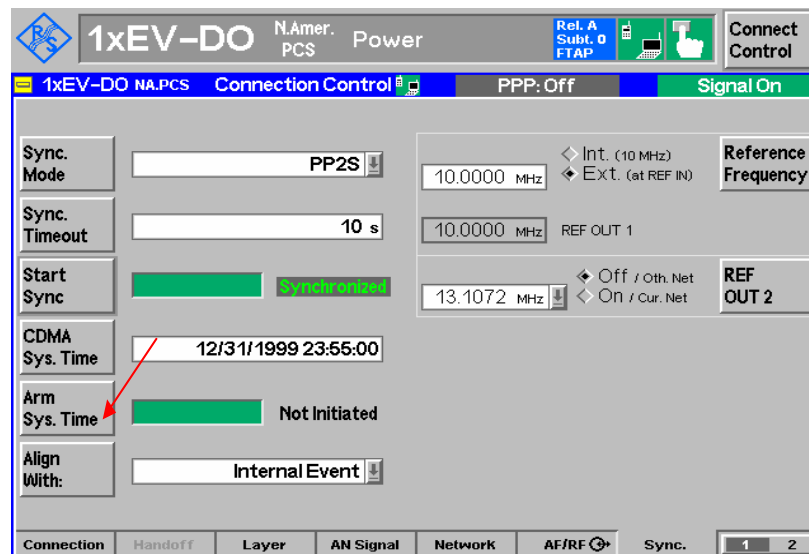 R S
1xEV-DO N.Amer. PCS Power
Rel. A
Subt. 0
FTAP
Connect Control
1xEV-DO NA.PCS Connection Control PPP: Off Signal On
Sync. Mode
PP2S
10.0000 MHz
Int. (10 MHz)
Ext. (at REF IN)
Reference Frequency
Sync. Timeout
10 s
10.0000 MHz REF OUT 1
Start Sync
Synchronized
13.1072 MHz
Off / Oth. Net
On / Cur. Net
REF OUT 2
CDMA Sys. Time
12/31/1999 23:55:00
Arm Sys. Time
Not Initiated
Align With:
Internal Event
Connection Handoff Layer AN Signal Network AF/RF Sync. 1 2